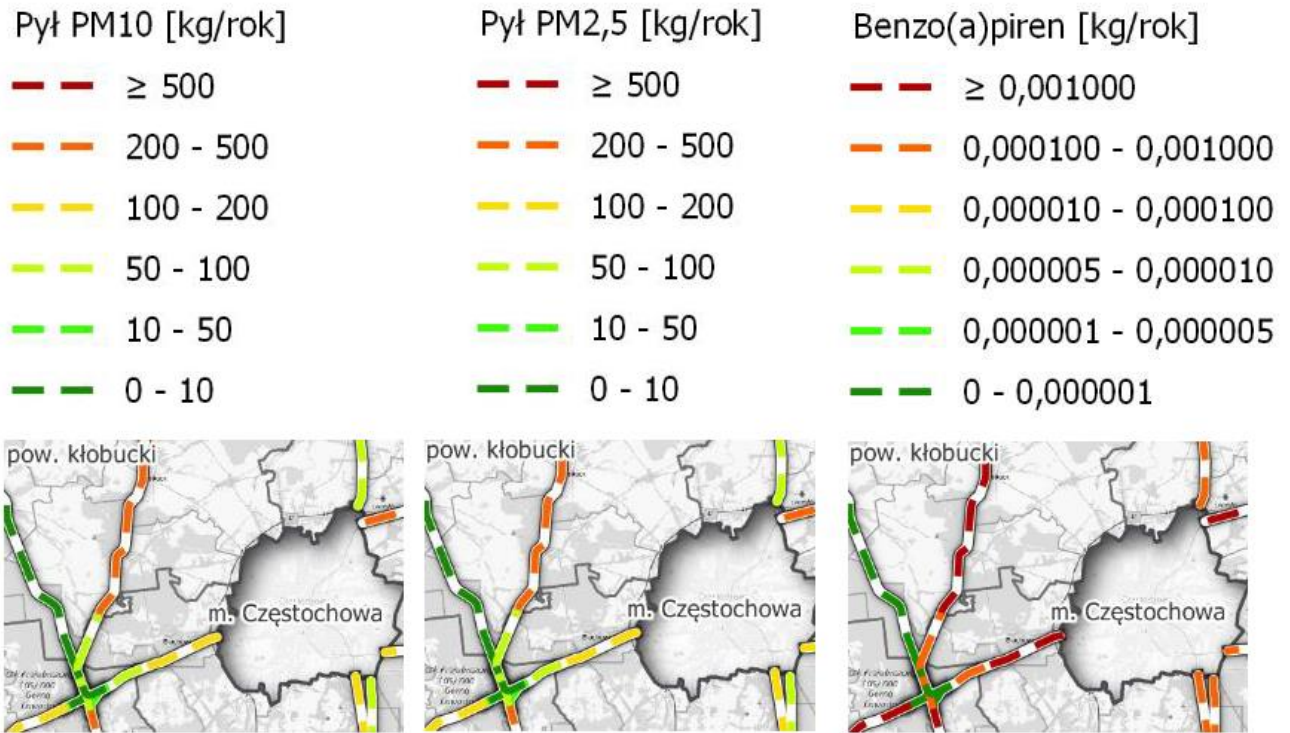 Pył PM10 [kg/rok]
≥ 500
200 - 500
100 - 200
50 - 100
10 - 50
0 - 10
Pył PM2,5 [kg/rok]
≥ 500
200 - 500
100 - 200
50 - 100
10 - 50
0 - 10
Benzo(a)piren [kg/rok]
≥ 0,001000
0,000100 - 0,001000
0,000010 - 0,000100
0,000005 - 0,000010
0,000001 - 0,000005
0 - 0,000001
pow. kłobucki
m. Częstochowa
pow. kłobucki
m. Częstochowa
pow. kłobucki
m. Częstochowa